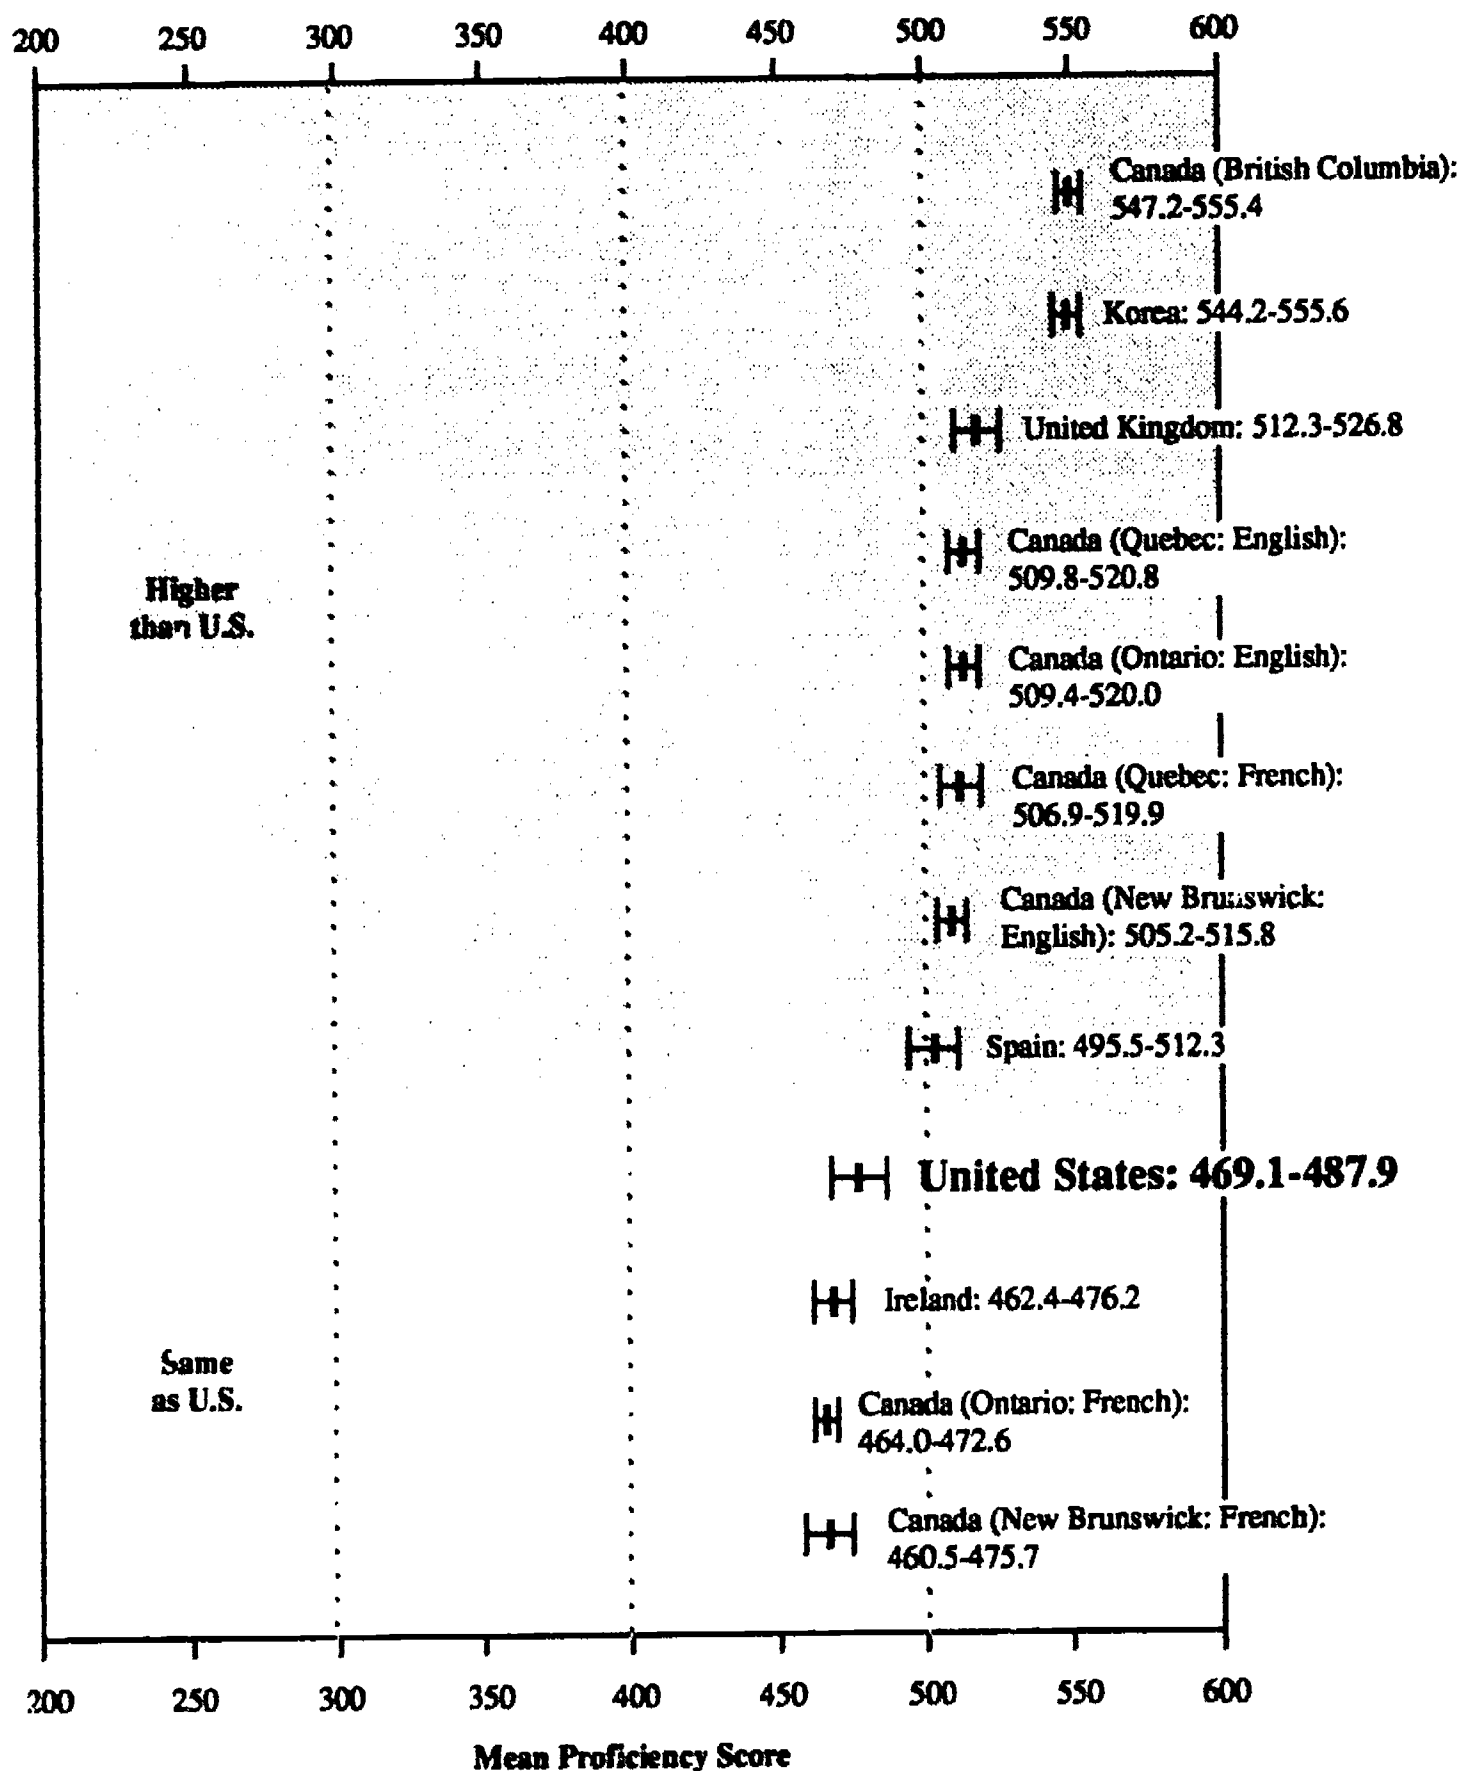 200 250 300 350 400 450 500 550 600
Canada (British Columbia):
547.2-555.4
Korea: 544.2-555.6
United Kingdom: 512.3-526.8
Canada (Quebec: English):
509.8-520.8
Higher
than U.S.
Canada (Ontario: English):
509.4-520.0
Canada (Quebec: French):
506.9-519.9
Canada (New Brunswick:
English): 505.2-515.8
Spain: 495.5-512.3
United States: 469.1-487.9
Ireland: 462.4-476.2
Same
as U.S.
Canada (Ontario: French):
464.0-472.6
Canada (New Brunswick: French):
460.5-475.7
200 250 300 350 400 450 500 550 600
Mean Proficiency Score